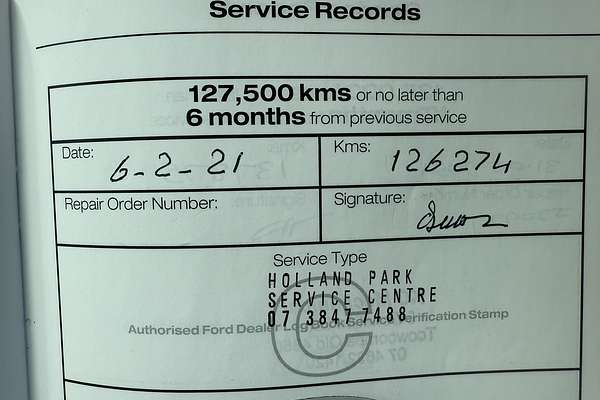 Service Records
127,500 kms or no later than
6 months from previous service
Date: 6-2-21
Kms: 126274
Repair Order Number:
Signature:
Service Type
C
HOLLAND PARK
SERVICE CENTRE
07 3847 7488
Authorised Ford Dealer Log Book Service Verification Stamp